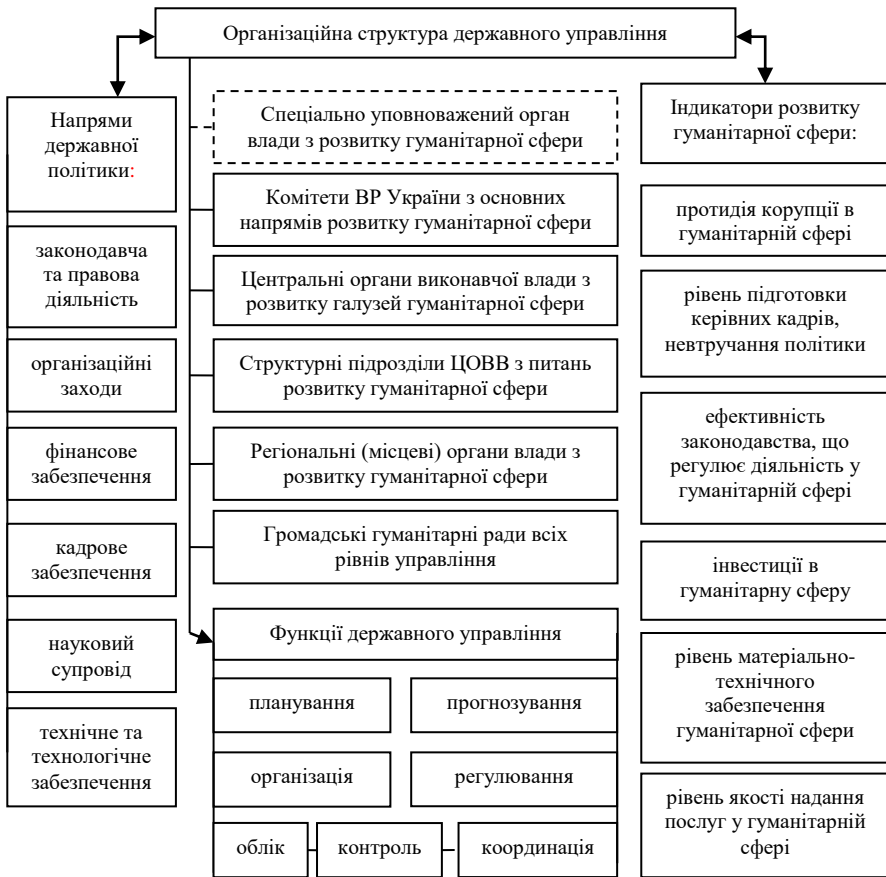 Організаційна структура державного управління
Напрями
державної
політики:
законодавча
та правова
діяльність
організаційні
заходи
фінансове
забезпечення
кадрове
забезпечення
науковий
супровід
технічне та
технологічне
забезпечення
Спеціально уповноважений орган
влади з розвитку гуманітарної сфери
Комітети ВР України з основних
напрямів розвитку гуманітарної сфери
Центральні органи виконавчої влади з
розвитку галузей гуманітарної сфери
Структурні підрозділи ЦОВВ з питань
розвитку гуманітарної сфери
Регіональні (місцеві) органи влади з
розвитку гуманітарної сфери
Громадські гуманітарні ради всіх
рівнів управління
Функції державного управління
планування
прогнозування
організація
регулювання
облік
контроль
координація
Індикатори розвитку
гуманітарної сфери:
протидія корупції в
гуманітарній сфері
рівень підготовки
керівних кадрів,
невтручання політики
ефективність
законодавства, що
регулює діяльність у
гуманітарній сфері
інвестиції в
гуманітарну сферу
рівень матеріально-
технічного
забезпечення
гуманітарної сфери
рівень якості надання
послуг у гуманітарній
сфері